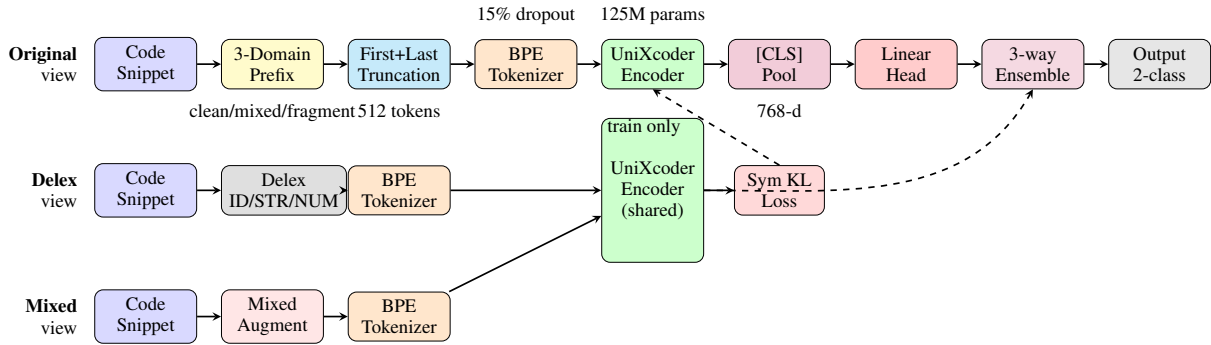 15% dropout
125M params
Original
view
Code
Snippet
3-Domain
Prefix
First+Last
Truncation
BPE
Tokenizer
UniXcoder
Encoder
[CLS]
Pool
Linear
Head
3-way
Ensemble
Output
2-class
clean/mixed/fragment
512 tokens
768-d
train only
Delex
view
Code
Snippet
Delex
ID/STR/NUM
BPE
Tokenizer
UniXcoder
Encoder
(shared)
Sym KL
Loss
Mixed
view
Code
Snippet
Mixed
Augment
BPE
Tokenizer